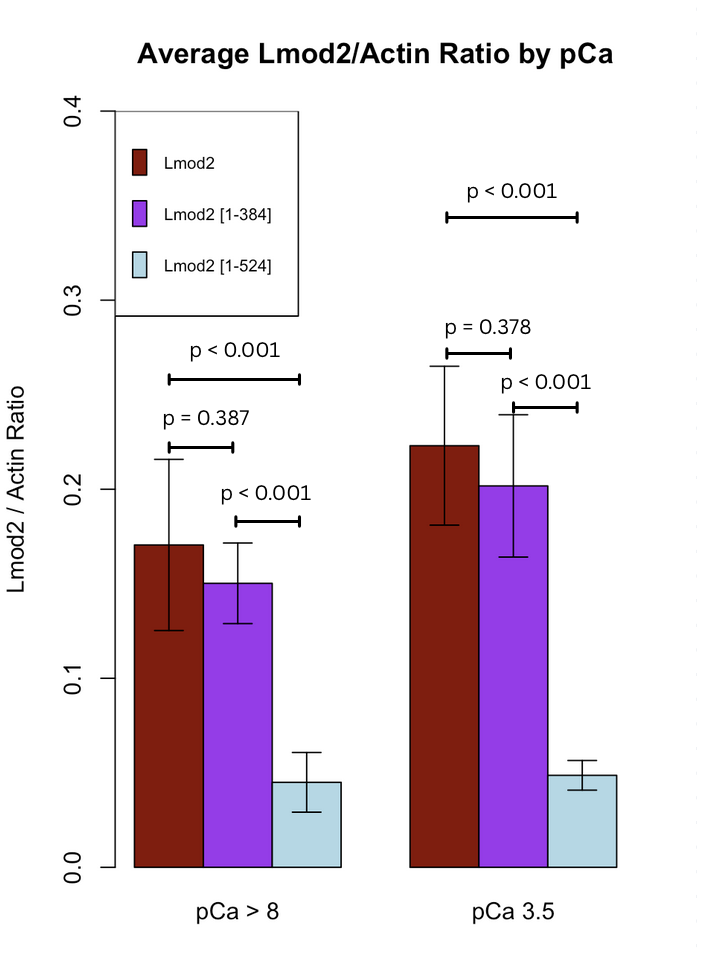 Average Lmod2/Actin Ratio by pCa
Lmod2 / Actin Ratio
0.4
0.3
0.2
0.1
0.0
Lmod2
Lmod2 [1-384]
Lmod2 [1-524]
p < 0.001
p = 0.387
p < 0.001
p < 0.001
p = 0.378
p < 0.001
pCa > 8
pCa 3.5